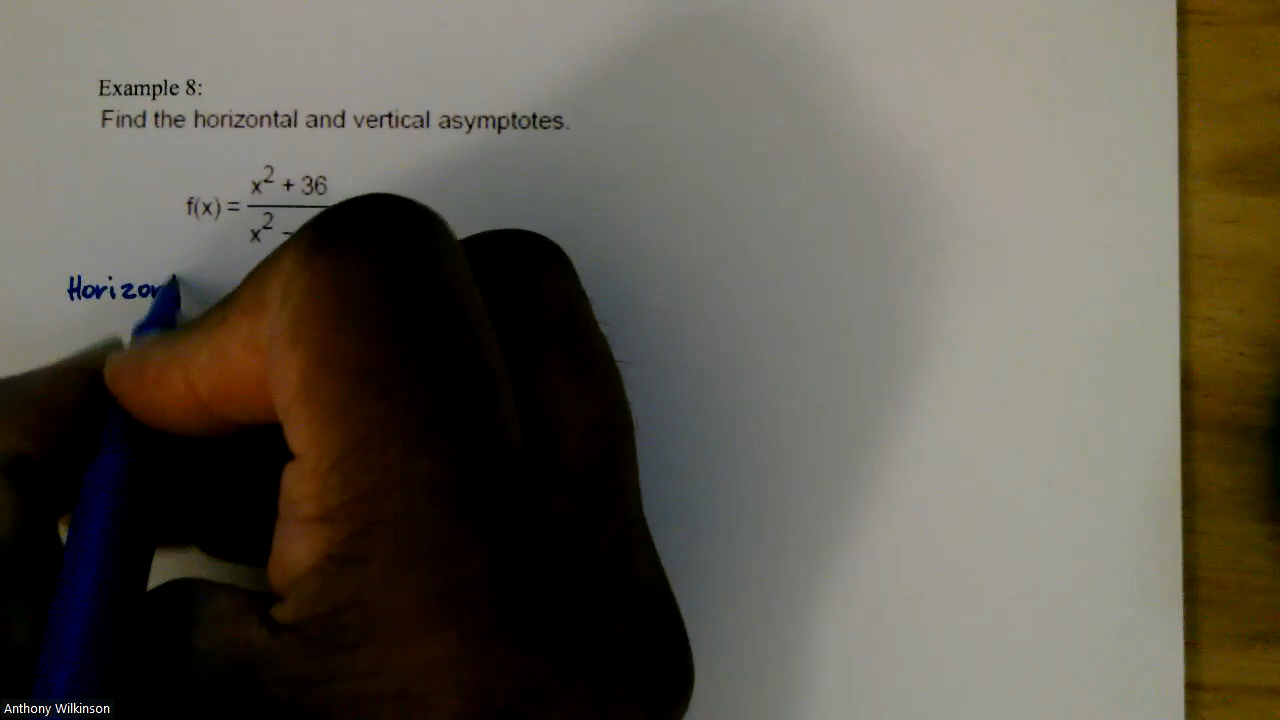 Example 8:
Find the horizontal and vertical asymptotes.
f(x) = x² + 36
x² −
Horizon
Anthony Wilkinson